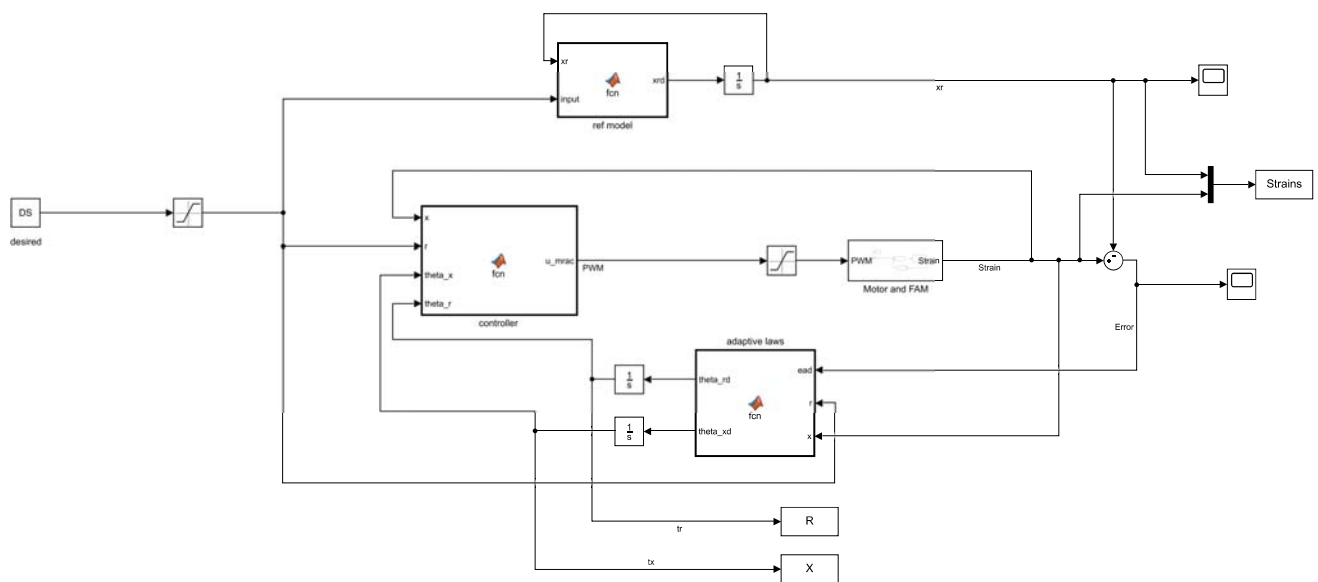 xr
input
fcn
xrd
ref model
1
s
xr
DS
desired
Strains
x
r
theta_x
theta_r
fcn
u_mrac
controller
PWM
PWM
Strain
Motor and FAM
Strain
Error
adaptive laws
theta_rd
theta_xd
fcn
ead
r
x
1
s
1
s
R
tr
X
tx